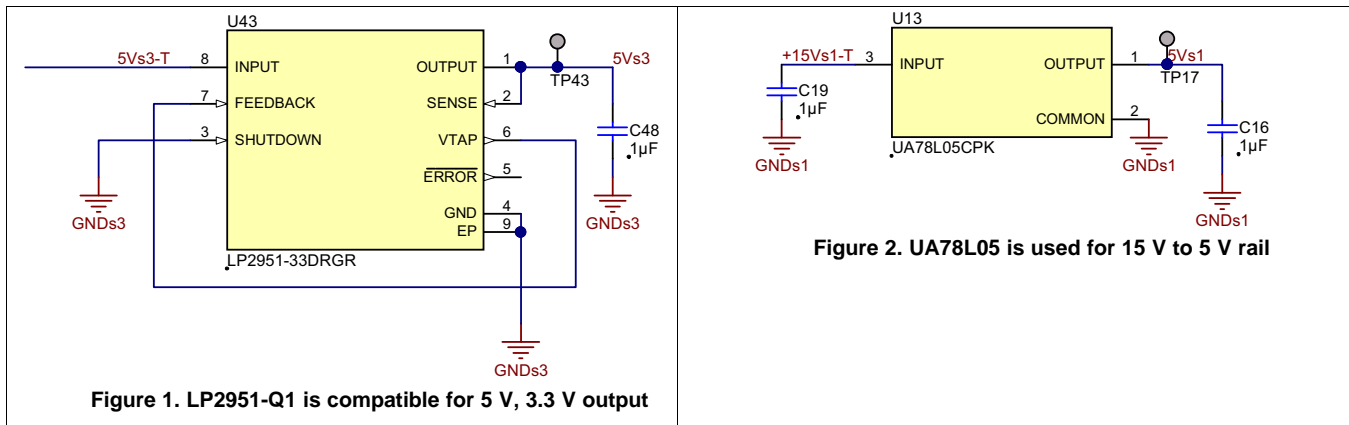 U43
5Vs3-T
8
INPUT
OUTPUT
1
TP43
5Vs3
7
FEEDBACK
SENSE
2
3
SHUTDOWN
VTAP
6
C48
1µF
ERROR
5
GND
4
EP
9
GNDs3
GNDs3
LP2951-33DRGR
GNDs3
Figure 1. LP2951-Q1 is compatible for 5 V, 3.3 V output
U13
+15Vs1-T
3
INPUT
OUTPUT
1
5Vs1
TP17
C19
1µF
COMMON
2
C16
1µF
GNDs1
UA78L05CPK
GNDs1
GNDs1
Figure 2. UA78L05 is used for 15 V to 5 V rail